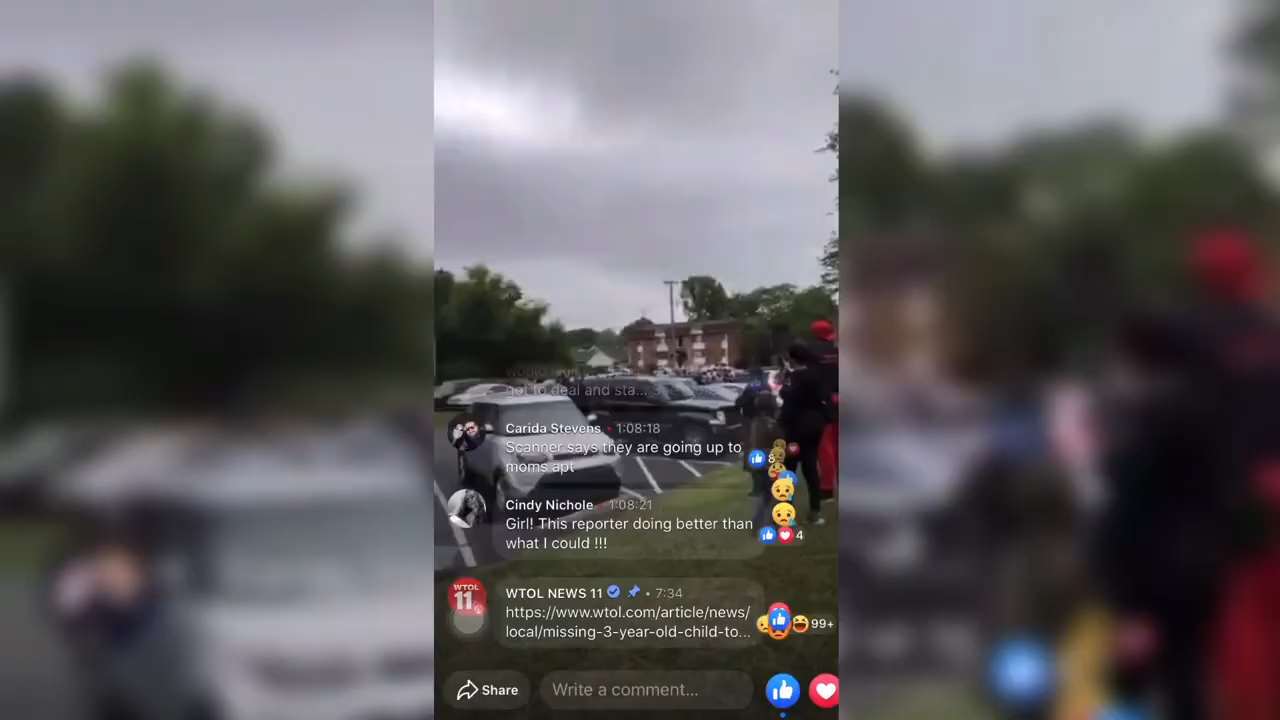 got to deal and sta...
Carida Stevens • 1:08:18
Scanner says they are going up to
moms apt
8
Cindy Nichole • 1:08:21
Girl! This reporter doing better than
what I could !!!
4
WTOL NEWS 11 • 7:34
WTOL
11
https://www.wtol.com/article/news/
local/missing-3-year-old-child-to...
99+
Share
Write a comment...